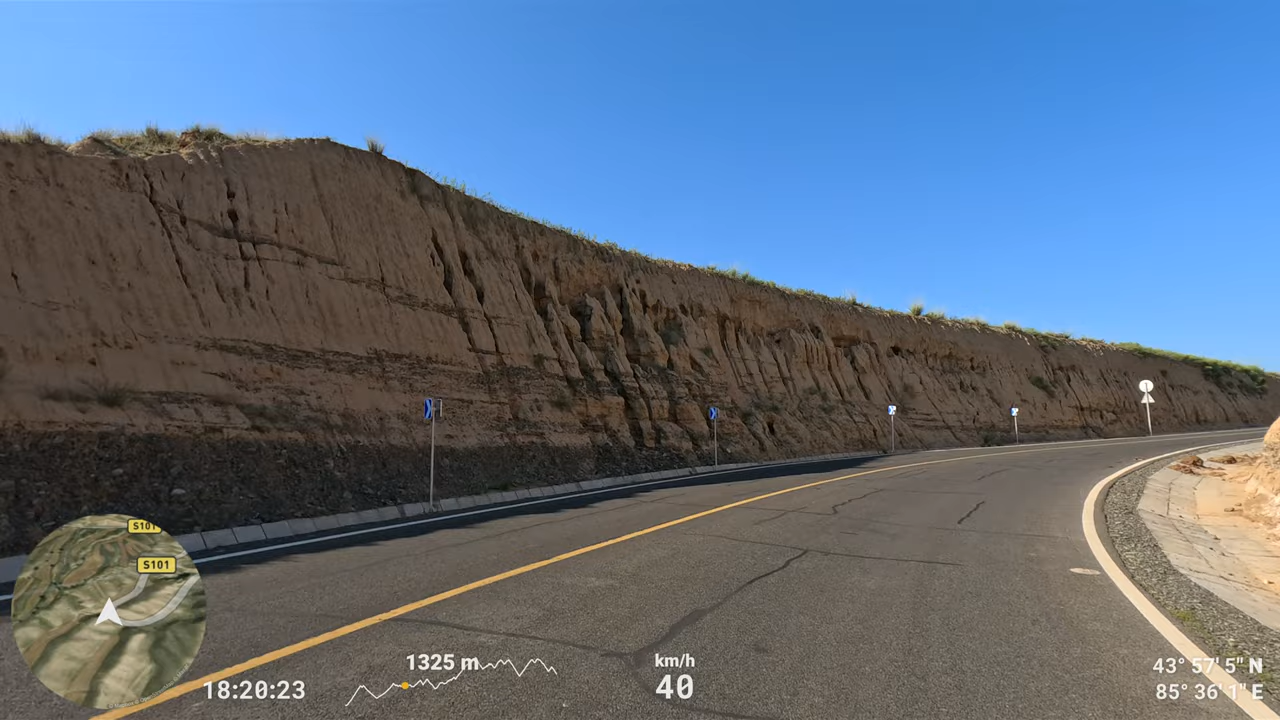 S101
S101
18:20:23
1325 m
km/h
40
43° 57' 5" N
85° 36' 1" E